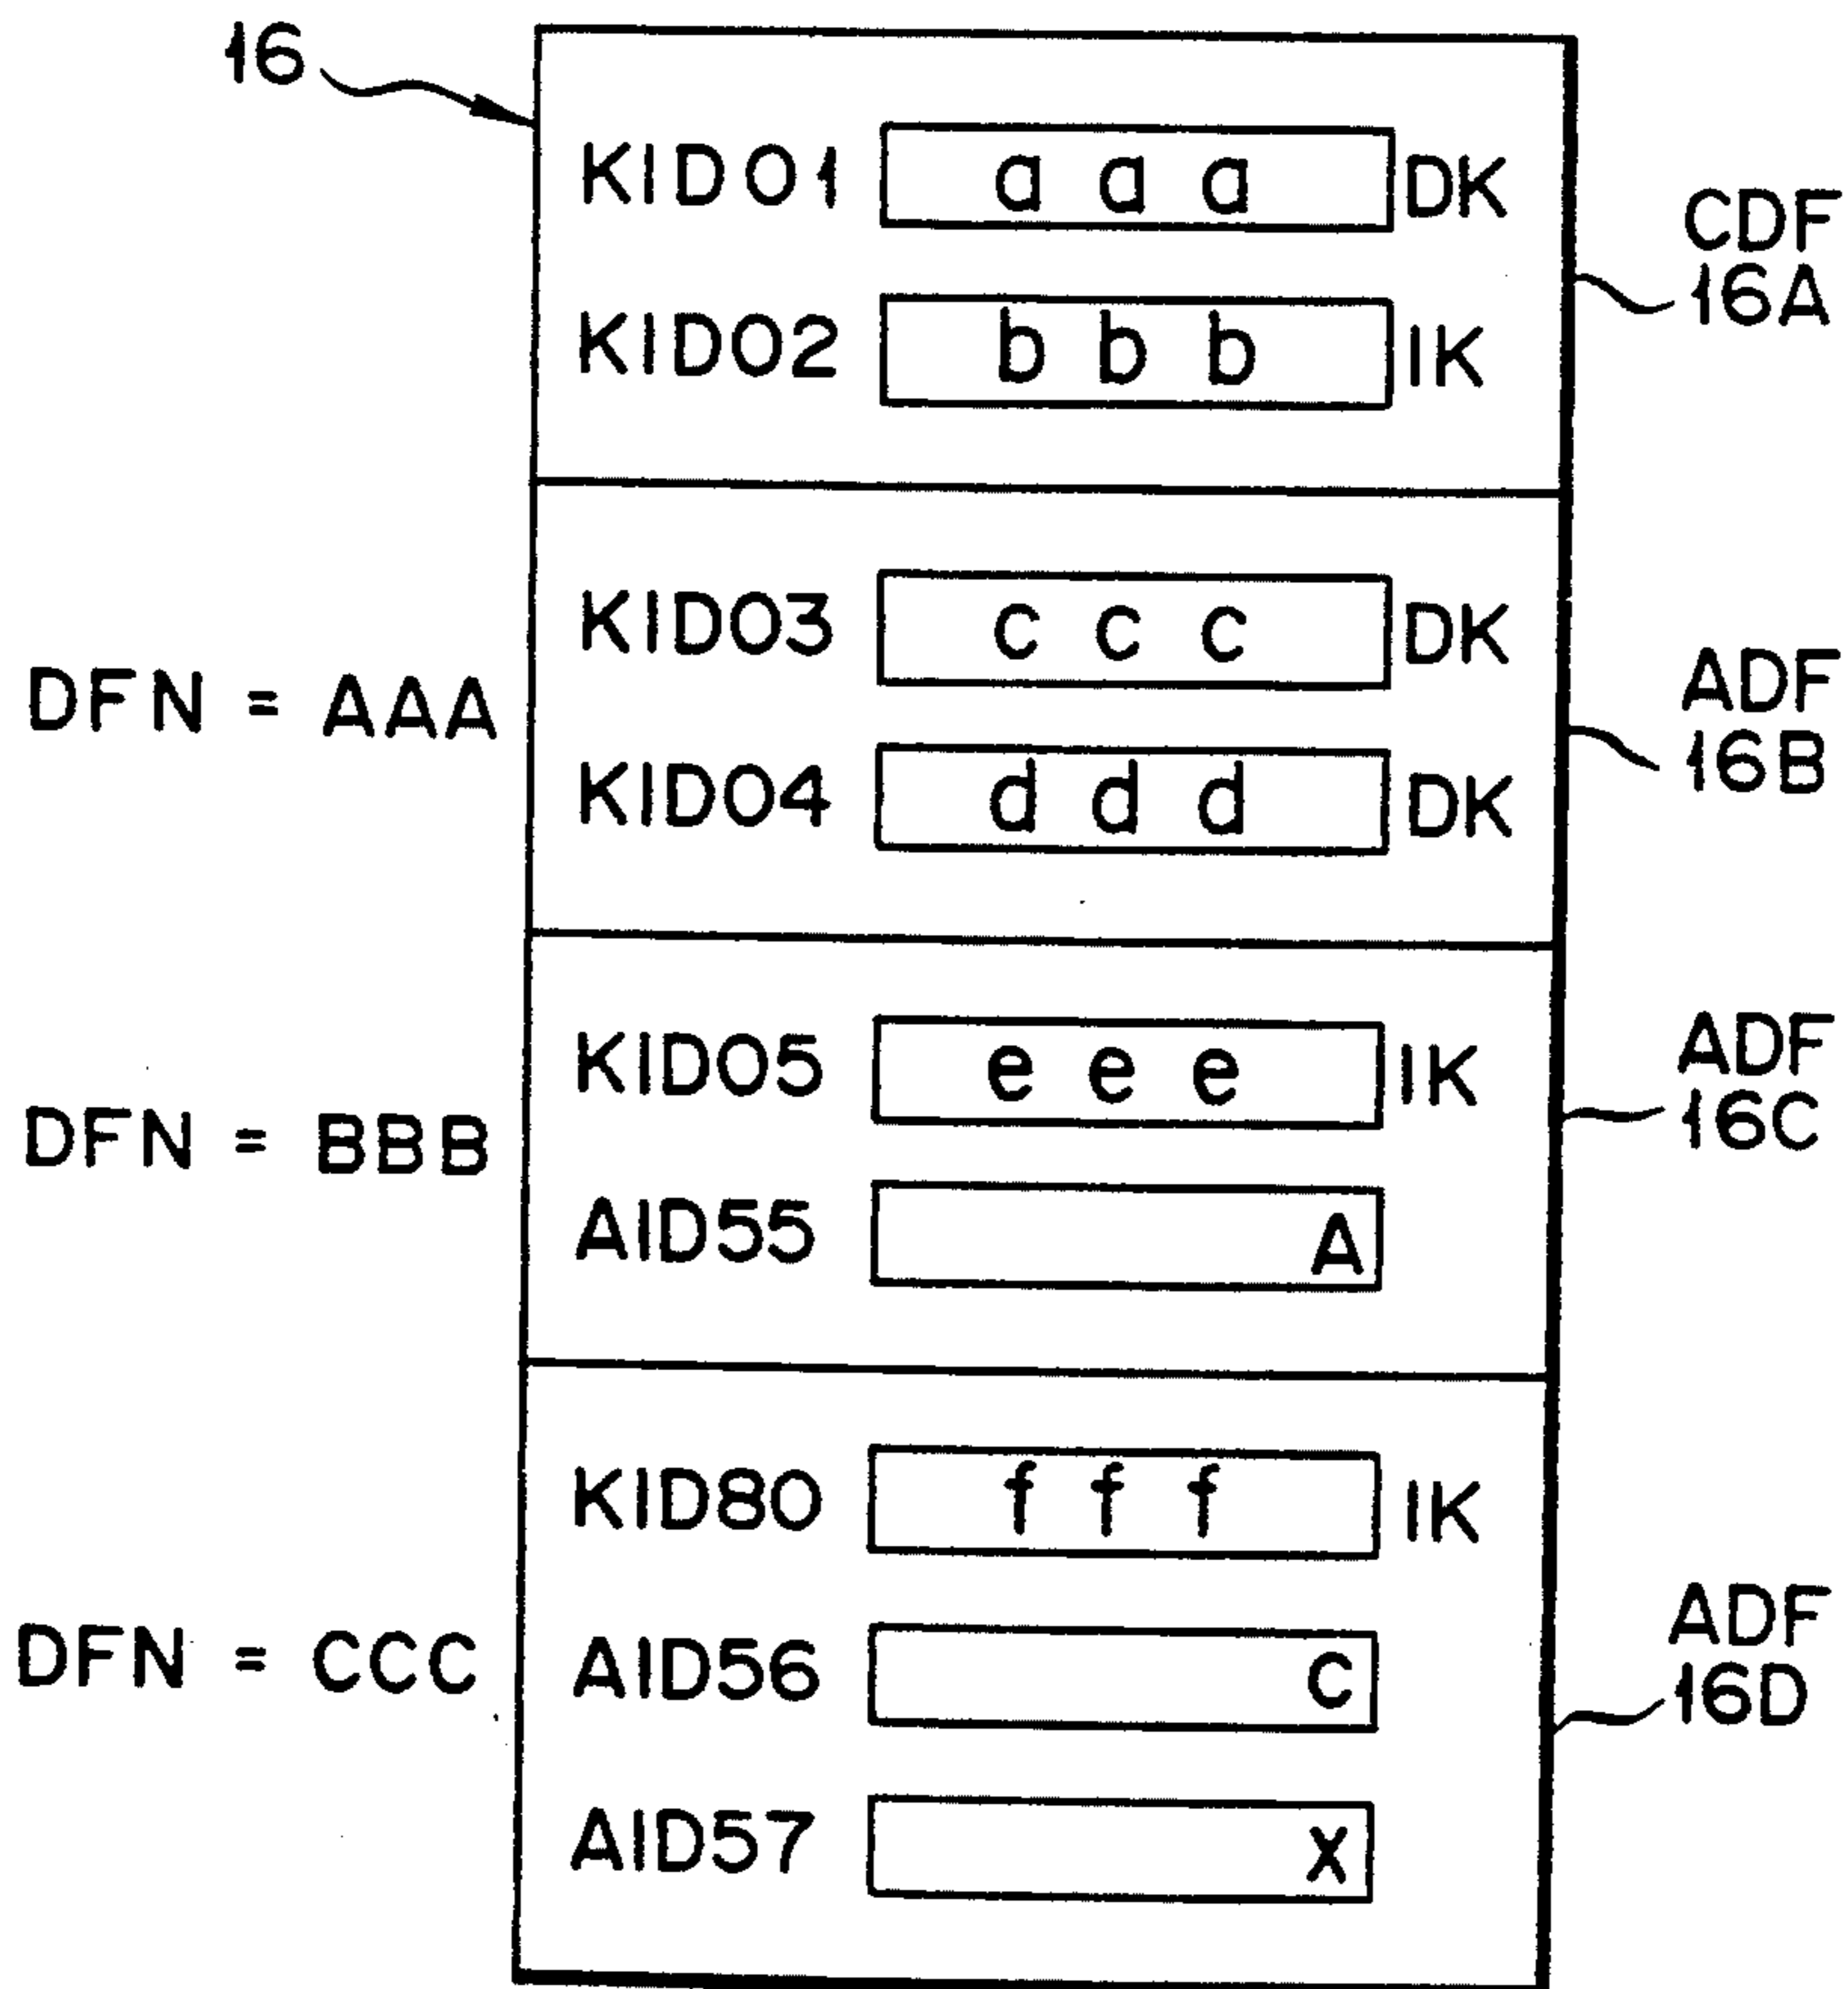 16
KID01 a a a DK
CDF
16A
KID02 b b b IK
KID03 c c c DK
DFN = AAA
ADF
16B
KID04 d d d DK
KID05 e e e IK
ADF
16C
DFN = BBB
AID55 A
KID80 f f f IK
DFN = CCC
AID56 C
ADF
16D
AID57 X